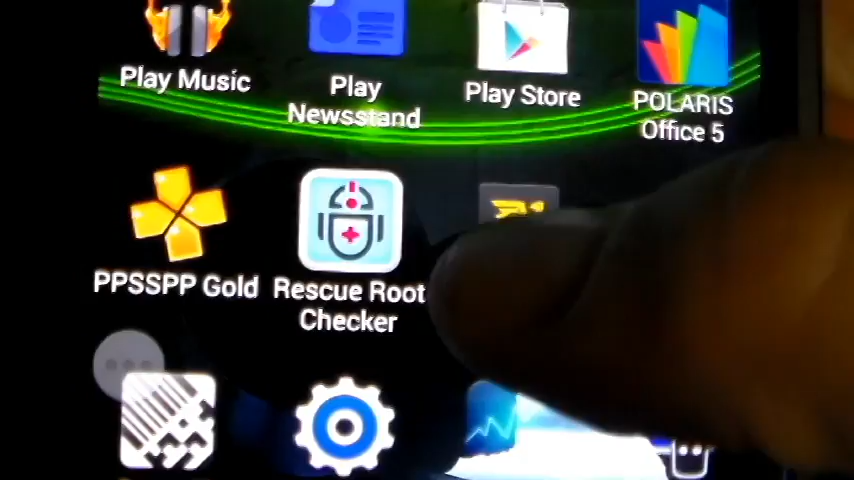 Play Music
Play
Newsstand
Play Store
POLARIS
Office 5
PPSSPP Gold
Rescue Root
Checker